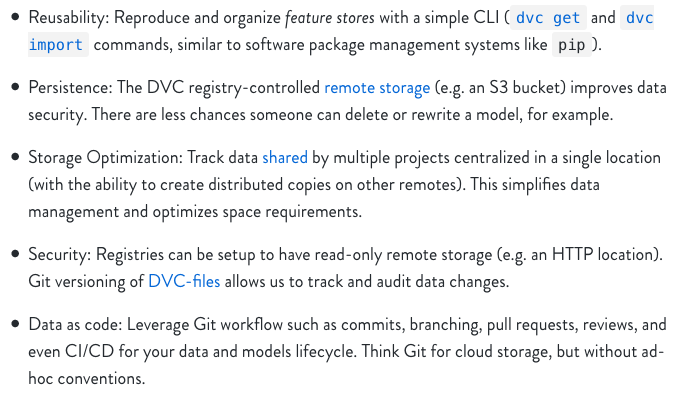 • Reusability: Reproduce and organize feature stores with a simple CLI ( dvc get and dvc
import commands, similar to software package management systems like pip ).
• Persistence: The DVC registry-controlled remote storage (e.g. an S3 bucket) improves data
security. There are less chances someone can delete or rewrite a model, for example.
• Storage Optimization: Track data shared by multiple projects centralized in a single location
(with the ability to create distributed copies on other remotes). This simplifies data
management and optimizes space requirements.
• Security: Registries can be setup to have read-only remote storage (e.g. an HTTP location).
Git versioning of DVC-files allows us to track and audit data changes.
• Data as code: Leverage Git workflow such as commits, branching, pull requests, reviews, and
even CI/CD for your data and models lifecycle. Think Git for cloud storage, but without ad-
hoc conventions.